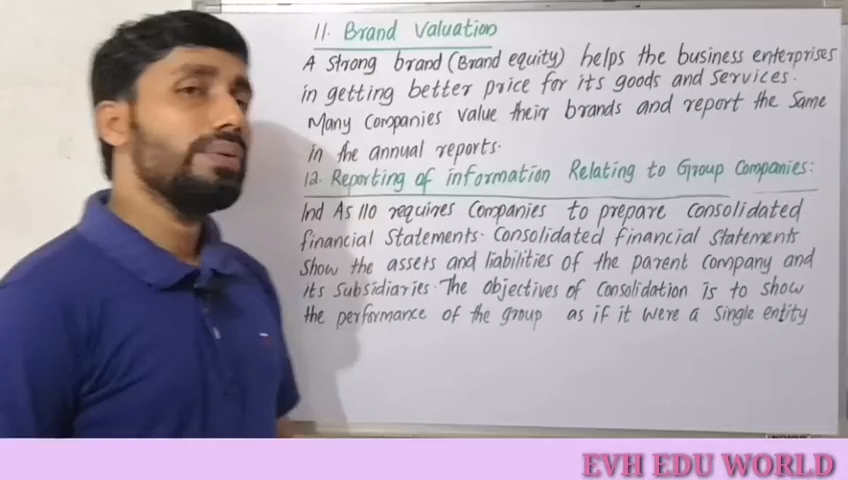 11. Brand Valuation
A Strong brand (Brand equity) helps the business enterprises
in getting better price for its goods and services.
Many Companies value their brands and report the Same
in the annual reports.
12. Reporting of information Relating to Group Companies:
Ind AS 110 requires Companies to prepare consolidated
financial Statements. Consolidated financial Statements
Show the assets and liabilities of the parent Company and
its Subsidiaries. The objectives of Consolidation is to show
the performance of the group as if it were a Single entity
EVH EDU WORLD